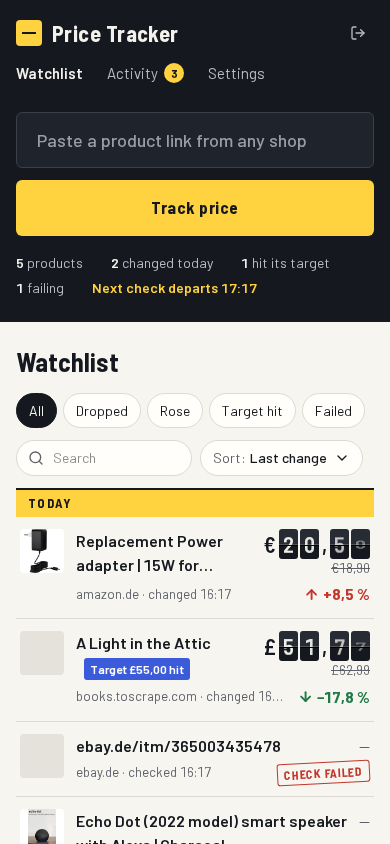 Price Tracker
Watchlist Activity 3 Settings
Paste a product link from any shop
Track price
5 products 2 changed today 1 hit its target
1 failing Next check departs 17:17
Watchlist
All Dropped Rose Target hit Failed
Search Sort: Last change
TODAY
Replacement Power
adapter | 15W for…
€20,5
€18,90
amazon.de · changed 16:17
↑ +8,5 %
A Light in the Attic
Target £55,00 hit
£51,7
£62,99
books.toscrape.com · changed 16…
↓ −17,8 %
ebay.de/itm/365003435478 —
ebay.de · checked 16:17
CHECK FAILED
Echo Dot (2022 model) smart speaker —